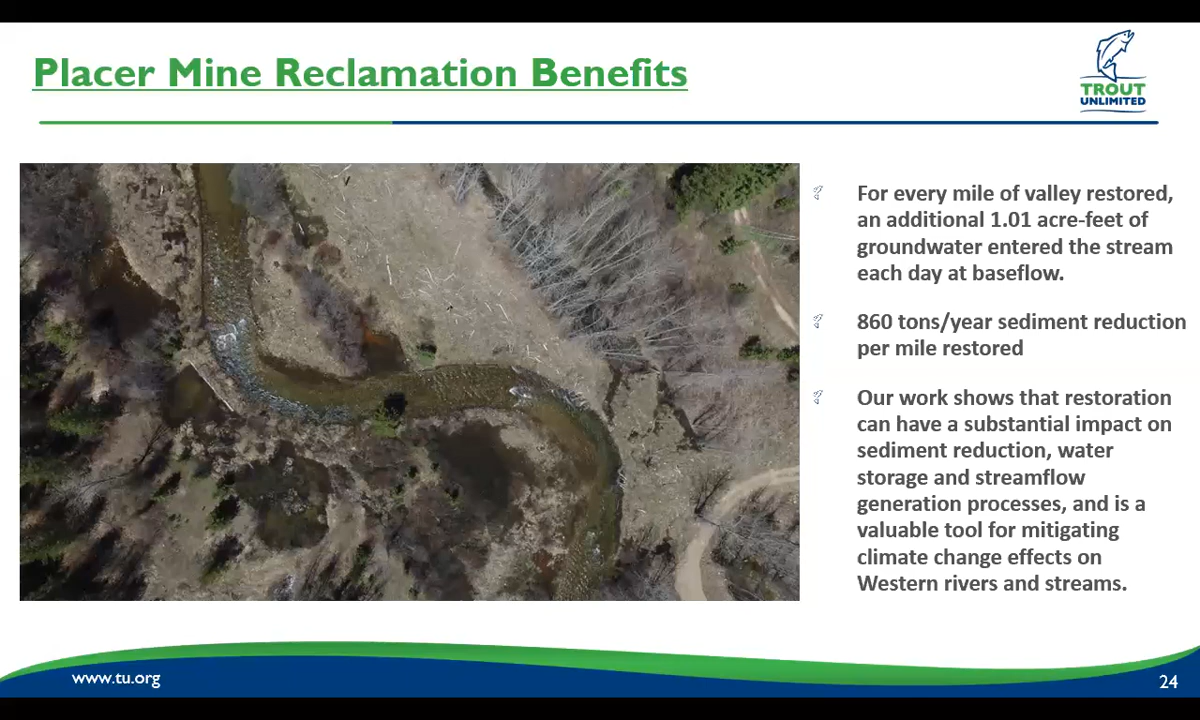 Placer Mine Reclamation Benefits
TROUT
UNLIMITED
For every mile of valley restored,
an additional 1.01 acre-feet of
groundwater entered the stream
each day at baseflow.
860 tons/year sediment reduction
per mile restored
Our work shows that restoration
can have a substantial impact on
sediment reduction, water
storage and streamflow
generation processes, and is a
valuable tool for mitigating
climate change effects on
Western rivers and streams.
www.tu.org
24